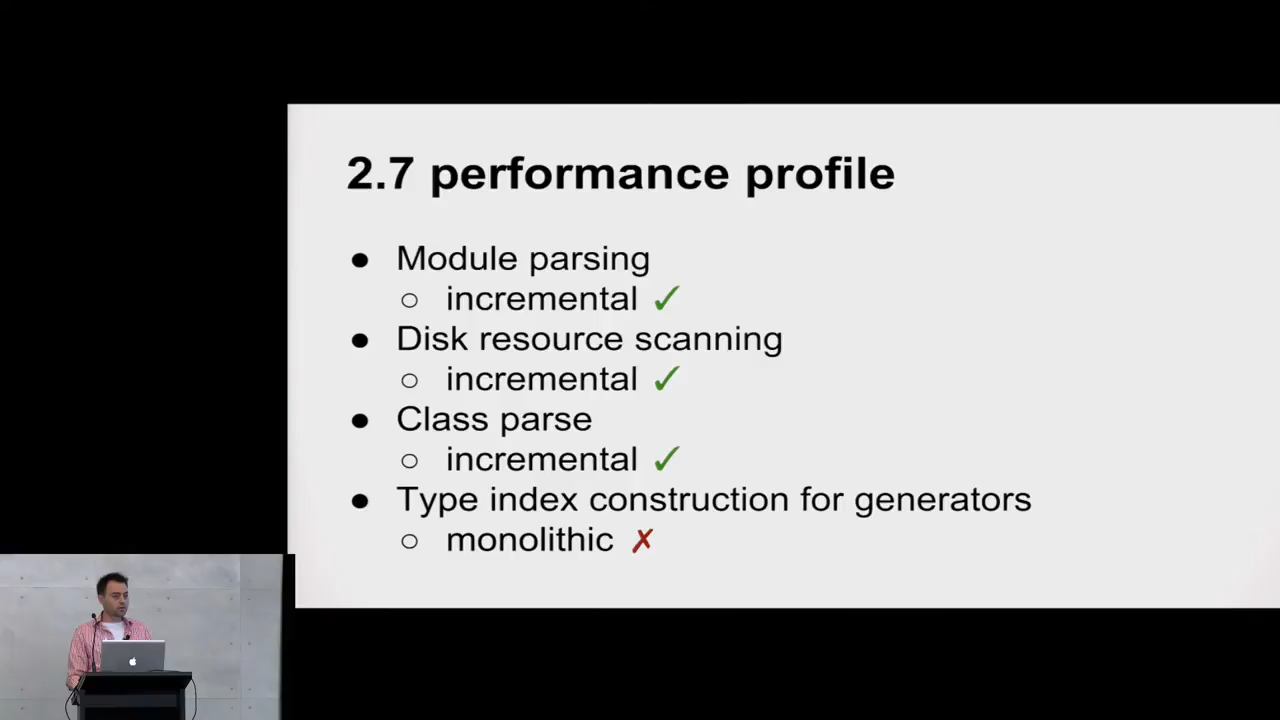 2.7 performance profile
● Module parsing
○ incremental ✓
● Disk resource scanning
○ incremental ✓
● Class parse
○ incremental ✓
● Type index construction for generators
○ monolithic ✗